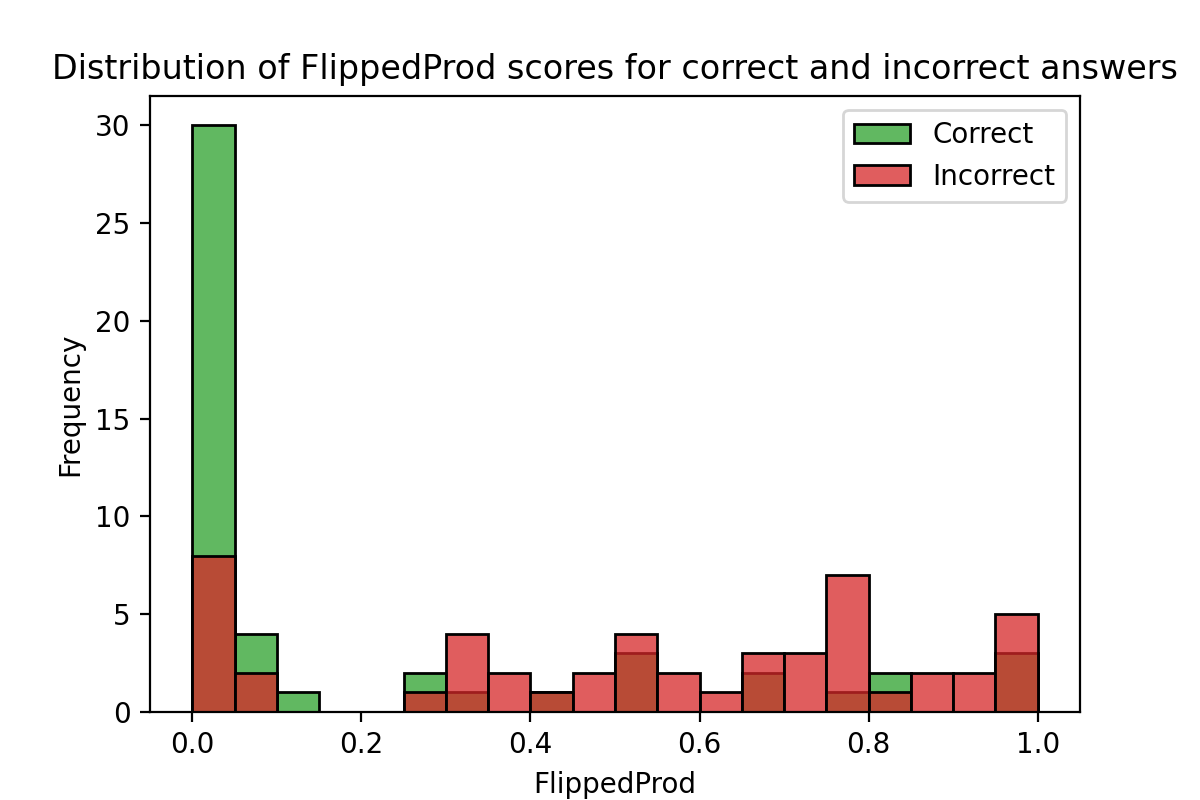 Distribution of FlippedProd scores for correct and incorrect answers
Correct
Incorrect
30
25
20
15
10
5
0
Frequency
0.0 0.2 0.4 0.6 0.8 1.0
FlippedProd